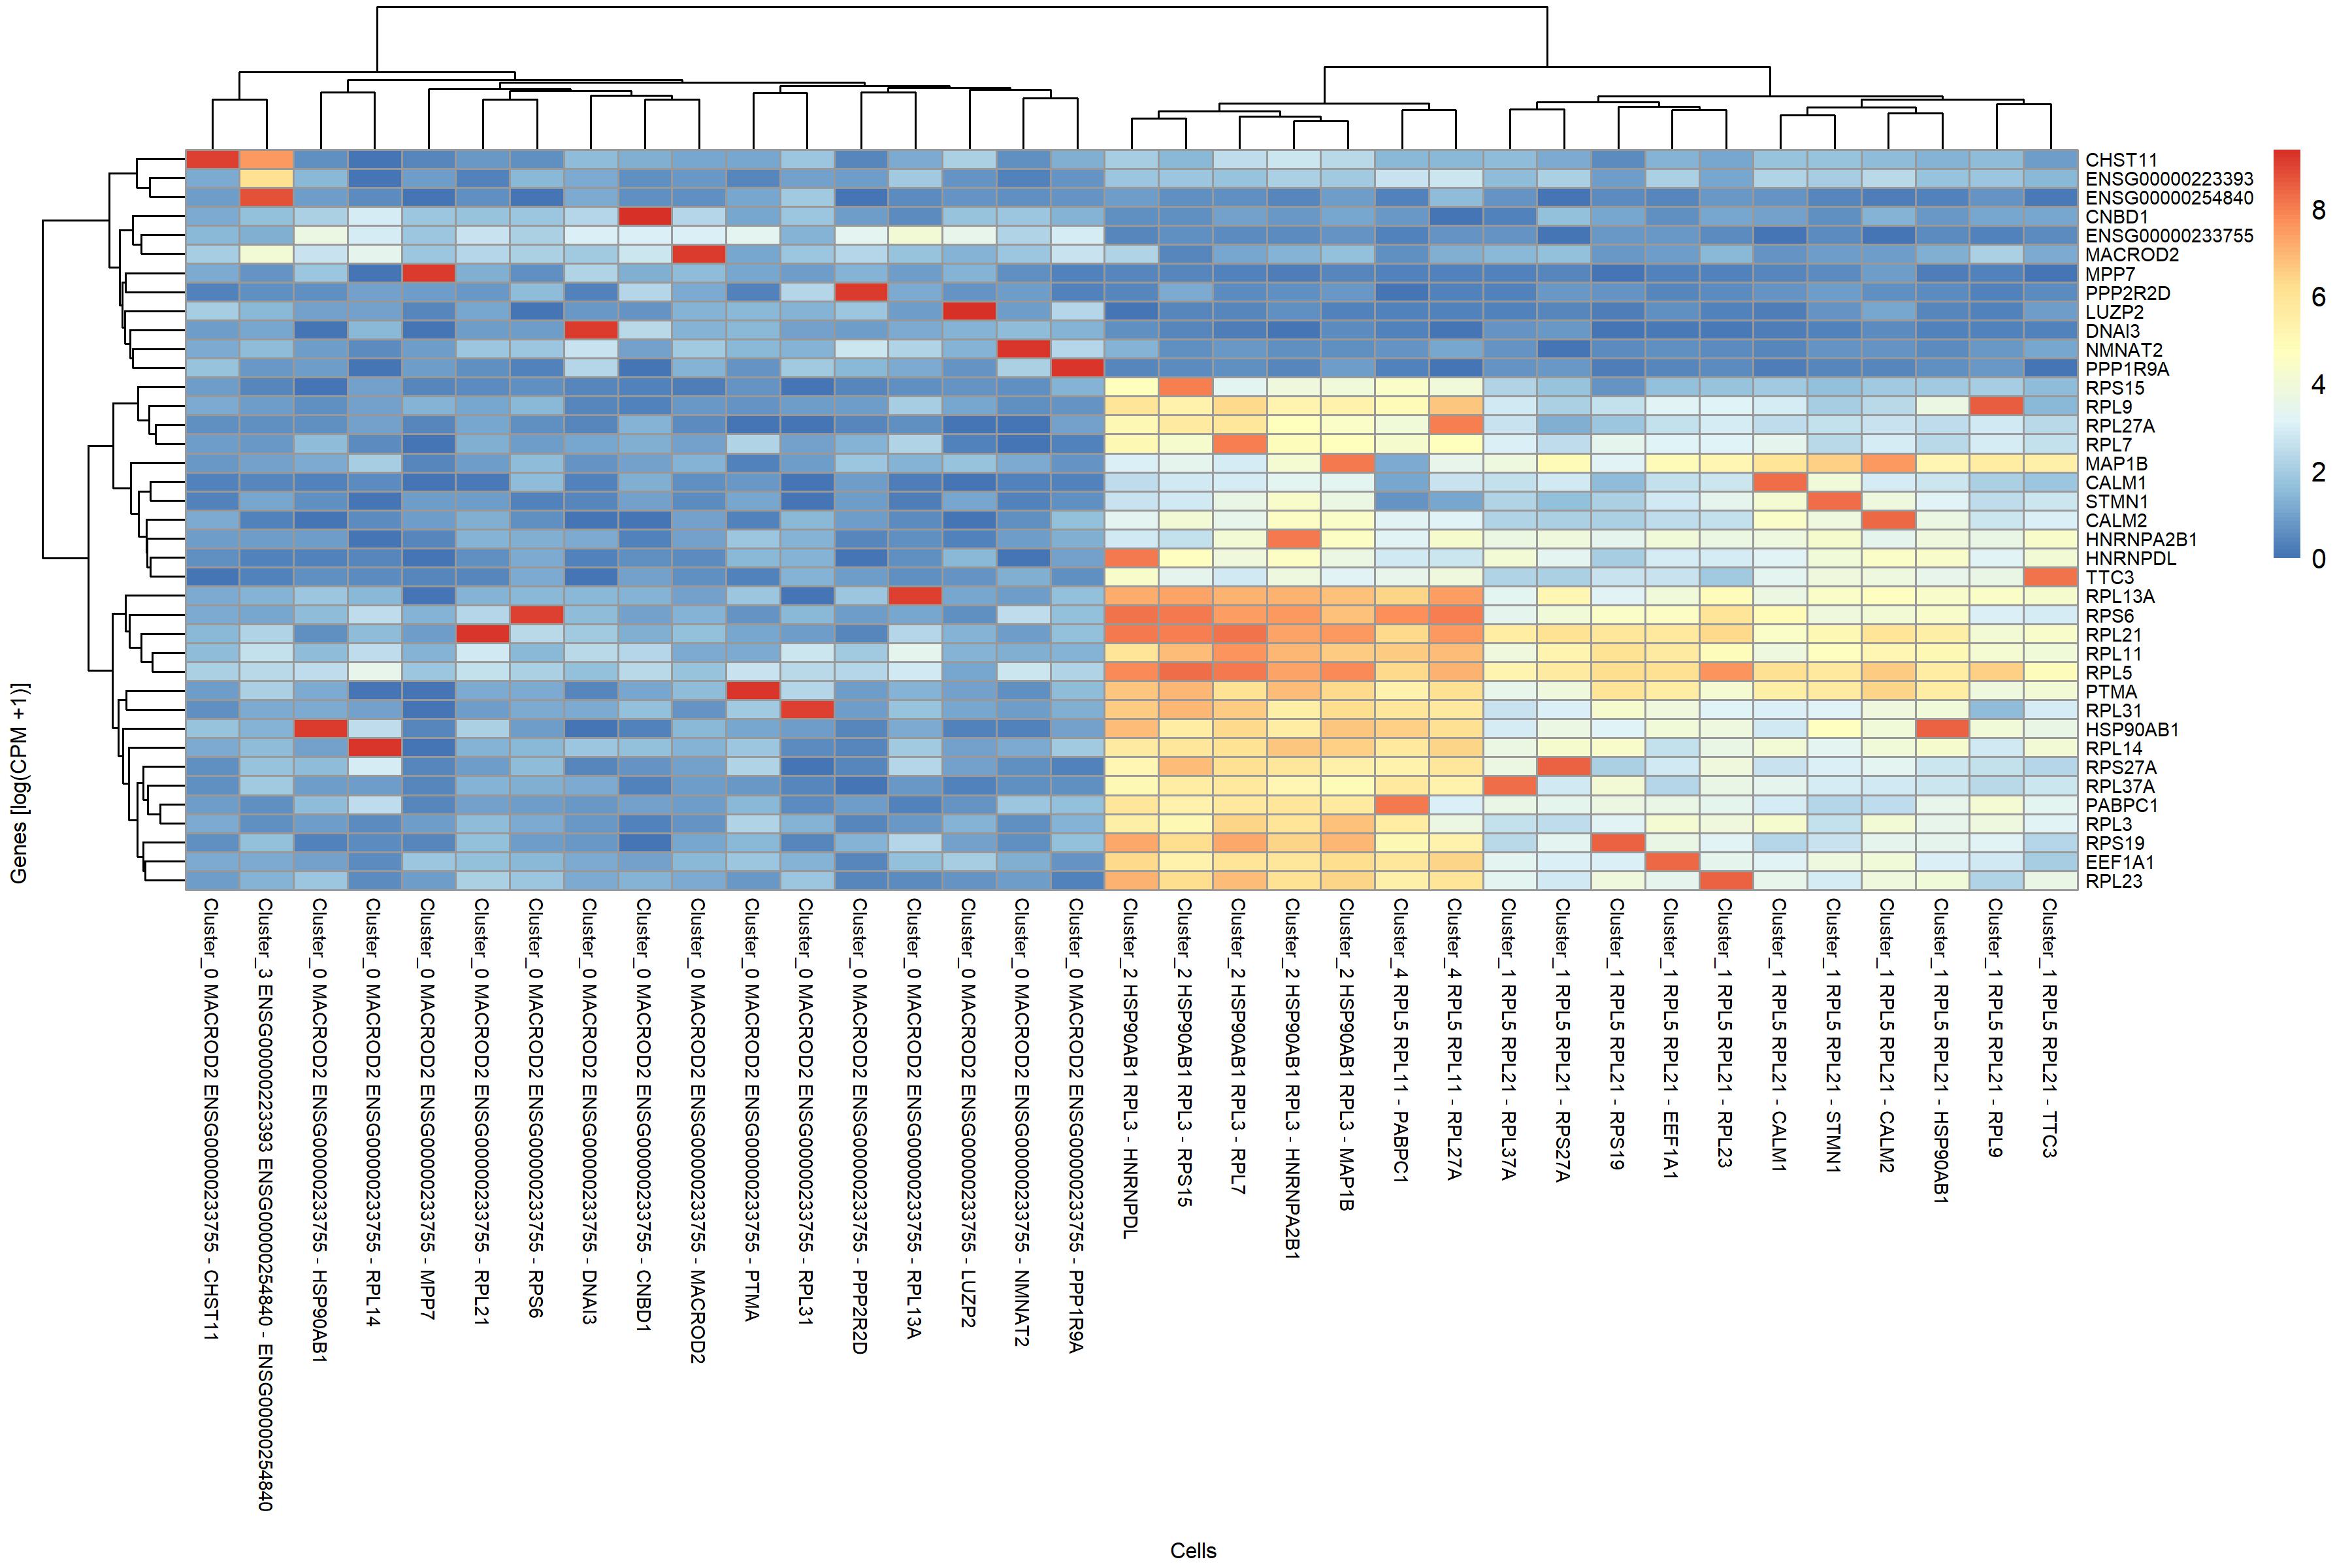 CHST11
ENSG00000223393
ENSG00000254840
CNBD1
ENSG00000233755
MACROD2
MPP7
PPP2R2D
LUZP2
DNAI3
NMNAT2
PPP1R9A
RPS15
RPL9
RPL27A
RPL7
MAP1B
CALM1
STMN1
CALM2
HNRNPA2B1
HNRNPDL
TTC3
RPL13A
RPS6
RPL21
RPL11
RPL5
PTMA
RPL31
HSP90AB1
RPL14
RPS27A
RPL37A
PABPC1
RPL3
RPS19
EEF1A1
RPL23
8
6
4
2
0
Genes [log(CPM +1)]
Cluster_0 MACROD2 ENSG00000233755 - CHST11
Cluster_3 ENSG00000223393 ENSG00000254840 - ENSG00000254840
Cluster_0 MACROD2 ENSG00000233755 - HSP90AB1
Cluster_0 MACROD2 ENSG00000233755 - RPL14
Cluster_0 MACROD2 ENSG00000233755 - MPP7
Cluster_0 MACROD2 ENSG00000233755 - RPL21
Cluster_0 MACROD2 ENSG00000233755 - RPS6
Cluster_0 MACROD2 ENSG00000233755 - DNAI3
Cluster_0 MACROD2 ENSG00000233755 - CNBD1
Cluster_0 MACROD2 ENSG00000233755 - MACROD2
Cluster_0 MACROD2 ENSG00000233755 - PTMA
Cluster_0 MACROD2 ENSG00000233755 - RPL31
Cluster_0 MACROD2 ENSG00000233755 - PPP2R2D
Cluster_0 MACROD2 ENSG00000233755 - RPL13A
Cluster_0 MACROD2 ENSG00000233755 - LUZP2
Cluster_0 MACROD2 ENSG00000233755 - NMNAT2
Cluster_0 MACROD2 ENSG00000233755 - PPP1R9A
Cluster_2 HSP90AB1 RPL3 - HNRNPDL
Cluster_2 HSP90AB1 RPL3 - RPS15
Cluster_2 HSP90AB1 RPL3 - RPL7
Cluster_2 HSP90AB1 RPL3 - HNRNPA2B1
Cluster_2 HSP90AB1 RPL3 - MAP1B
Cluster_4 RPL5 RPL11 - PABPC1
Cluster_4 RPL5 RPL11 - RPL27A
Cluster_1 RPL5 RPL21 - RPL37A
Cluster_1 RPL5 RPL21 - RPS27A
Cluster_1 RPL5 RPL21 - RPS19
Cluster_1 RPL5 RPL21 - EEF1A1
Cluster_1 RPL5 RPL21 - RPL23
Cluster_1 RPL5 RPL21 - CALM1
Cluster_1 RPL5 RPL21 - STMN1
Cluster_1 RPL5 RPL21 - CALM2
Cluster_1 RPL5 RPL21 - HSP90AB1
Cluster_1 RPL5 RPL21 - RPL9
Cluster_1 RPL5 RPL21 - TTC3
Cells